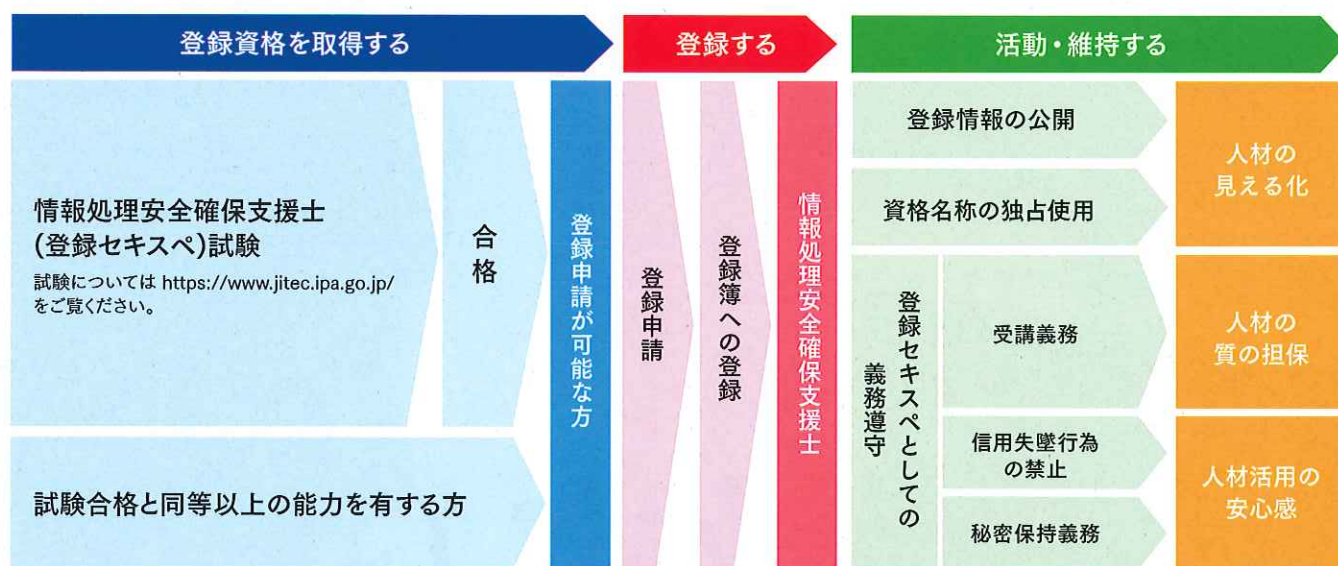 登録資格を取得する
登録する
活動・維持する
情報処理安全確保支援士
(登録セキスペ)試験
試験については https://www.jitec.ipa.go.jp/
をご覧ください。
合格
試験合格と同等以上の能力を有する方
登録申請が可能な方
登録申請
登録簿への登録
情報処理安全確保支援士
登録情報の公開
資格名称の独占使用
人材の
見える化
登録セキスペとしての
義務遵守
受講義務
人材の
質の担保
信用失墜行為
の禁止
秘密保持義務
人材活用の
安心感